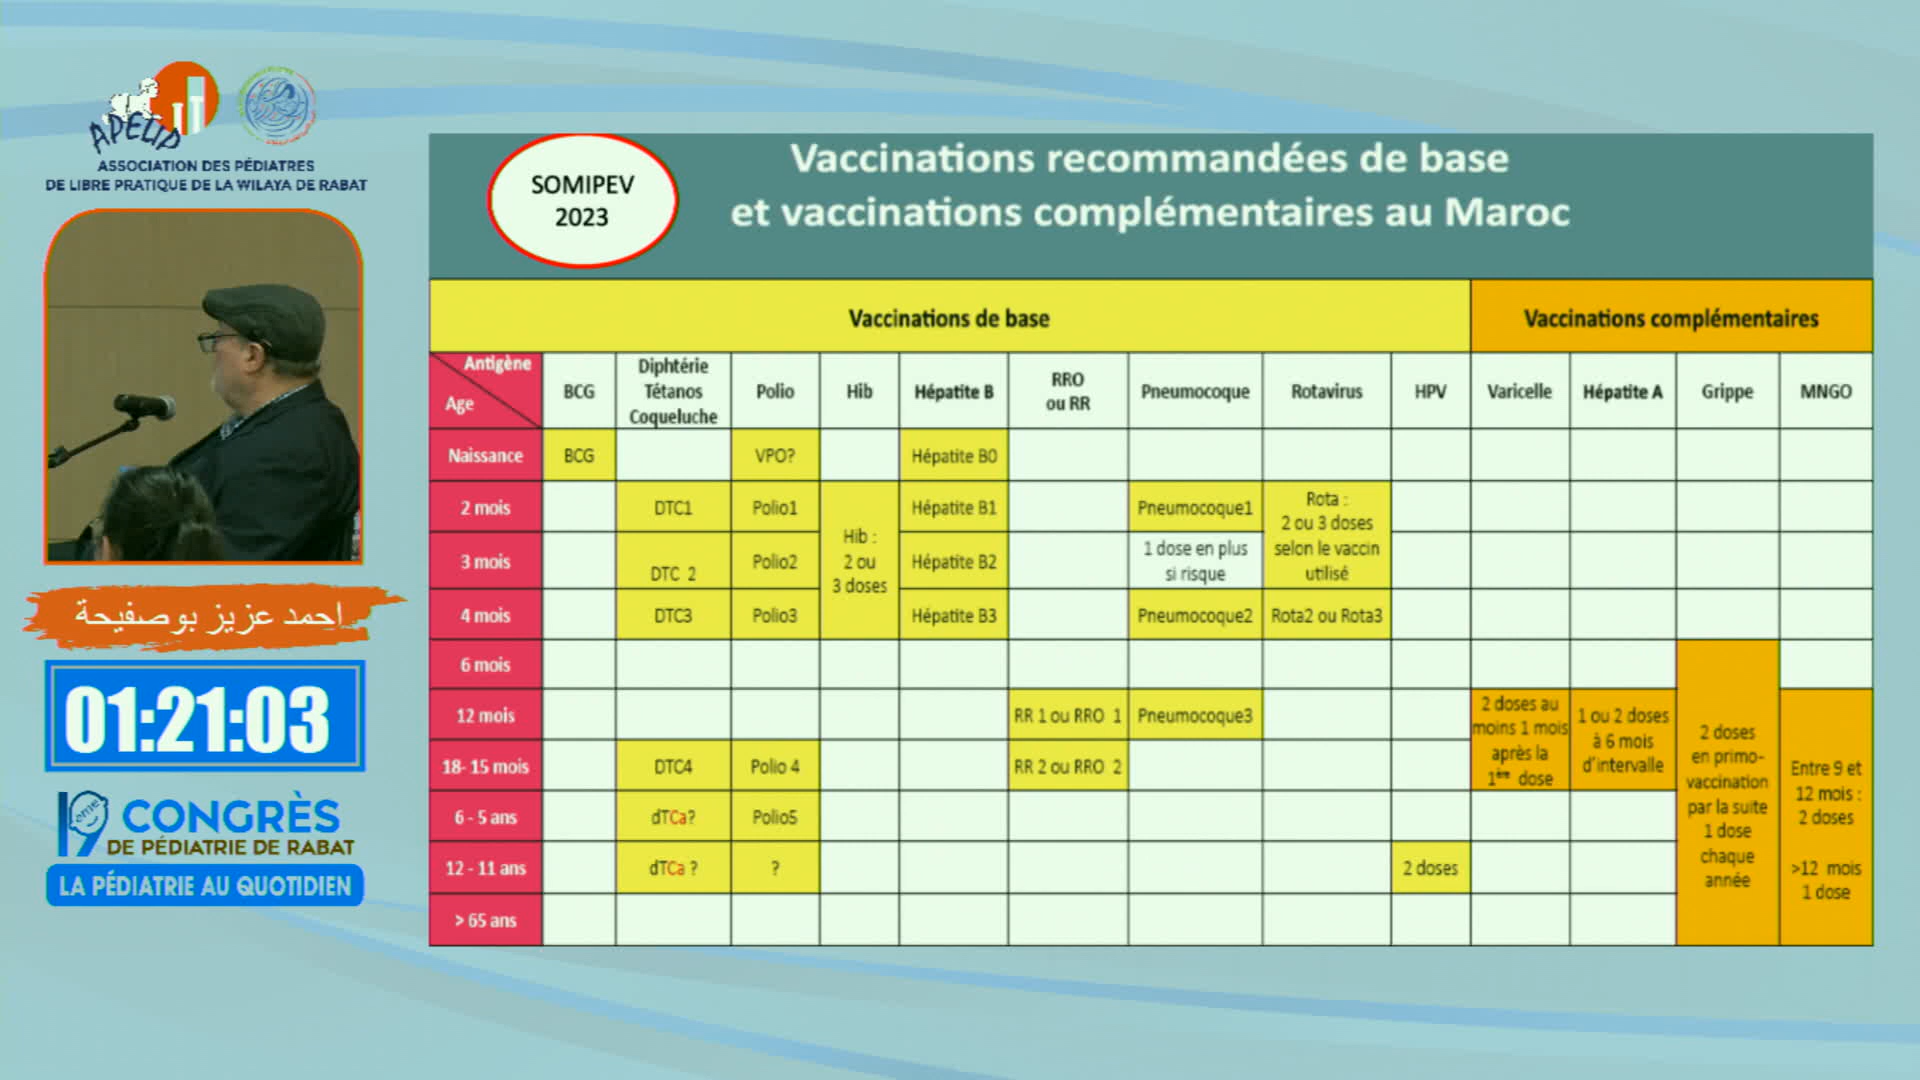 APELIP
ASSOCIATION DES PÉDIATRES
DE LIBRE PRATIQUE DE LA WILAYA DE RABAT
احمد عزيز بوصفيحة
01:21:03
19eme CONGRÈS
DE PÉDIATRIE DE RABAT
LA PÉDIATRIE AU QUOTIDIEN
SOMIPEV
2023
Vaccinations recommandées de base
et vaccinations complémentaires au Maroc
Vaccinations de base
Vaccinations complémentaires
Antigène
Age
BCG
Diphtérie
Tétanos
Coqueluche
Polio
Hib
Hépatite B
RRO
ou RR
Pneumocoque
Rotavirus
HPV
Varicelle
Hépatite A
Grippe
MNGO
Naissance
BCG
VPO?
Hépatite B0
2 mois
DTC1
Polio1
Hib :
2 ou
3 doses
Hépatite B1
Pneumocoque1
Rota :
2 ou 3 doses
selon le vaccin
utilisé
3 mois
DTC 2
Polio2
Hépatite B2
1 dose en plus
si risque
4 mois
DTC3
Polio3
Hépatite B3
Pneumocoque2
Rota2 ou Rota3
6 mois
2 doses
en primo-
vaccination
par la suite
1 dose
chaque
année
12 mois
RR 1 ou RRO 1
Pneumocoque3
2 doses au
moins 1 mois
après la
1ère dose
1 ou 2 doses
à 6 mois
d'intervalle
Entre 9 et
12 mois :
2 doses
>12 mois
1 dose
18- 15 mois
DTC4
Polio 4
RR 2 ou RRO 2
6 - 5 ans
dTCa?
Polio5
12 - 11 ans
dTCa ?
?
2 doses
> 65 ans